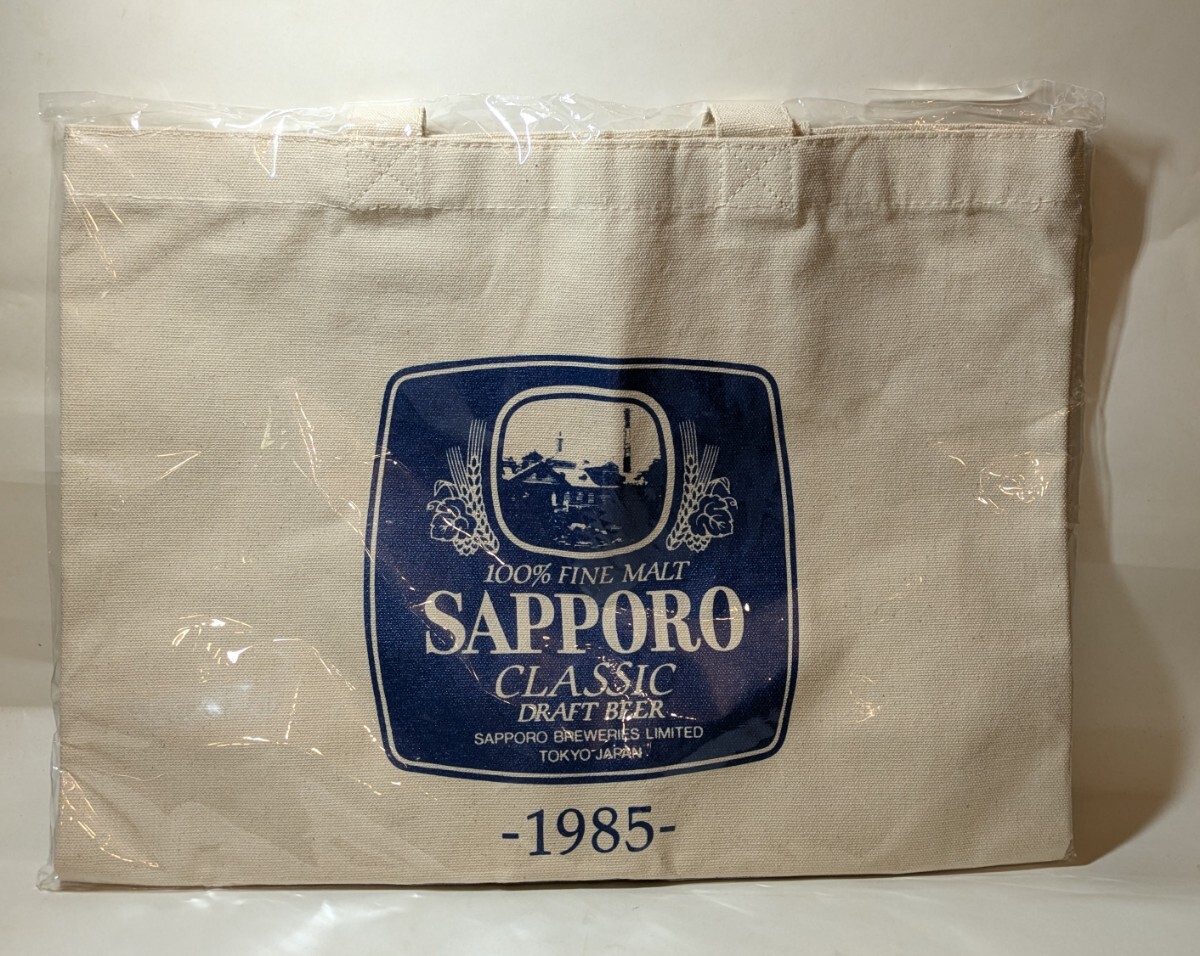 100% FINE MALT
SAPPORO
CLASSIC
DRAFT BEER
SAPPORO BREWERIES LIMITED
TOKYO JAPAN
-1985-